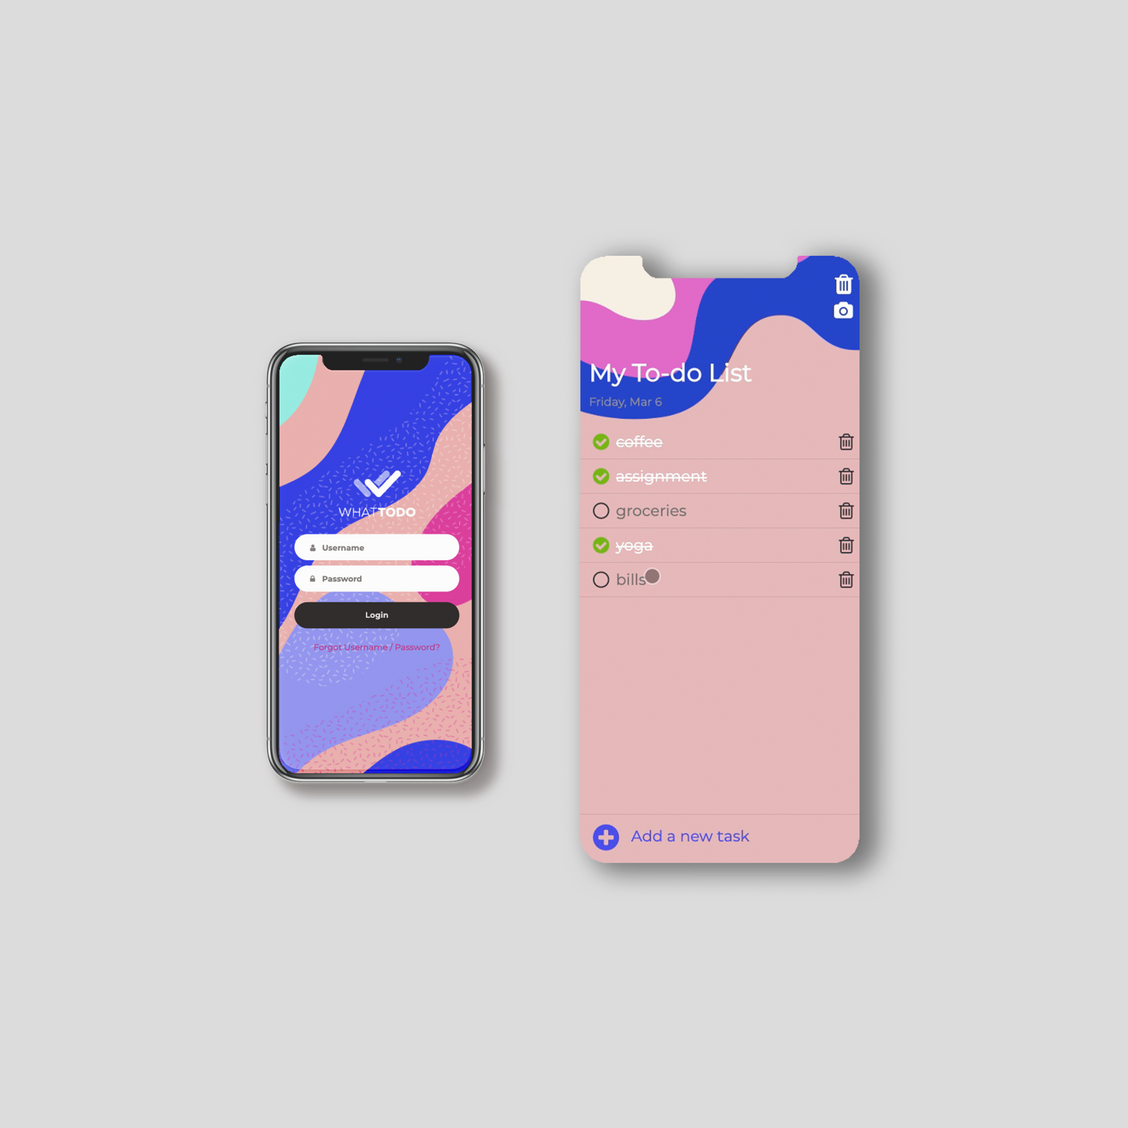 WHATTODO
Username
Password
Login
Forgot Username / Password?
My To-do List
Friday, Mar 6
coffee
assignment
groceries
yoga
bills
Add a new task